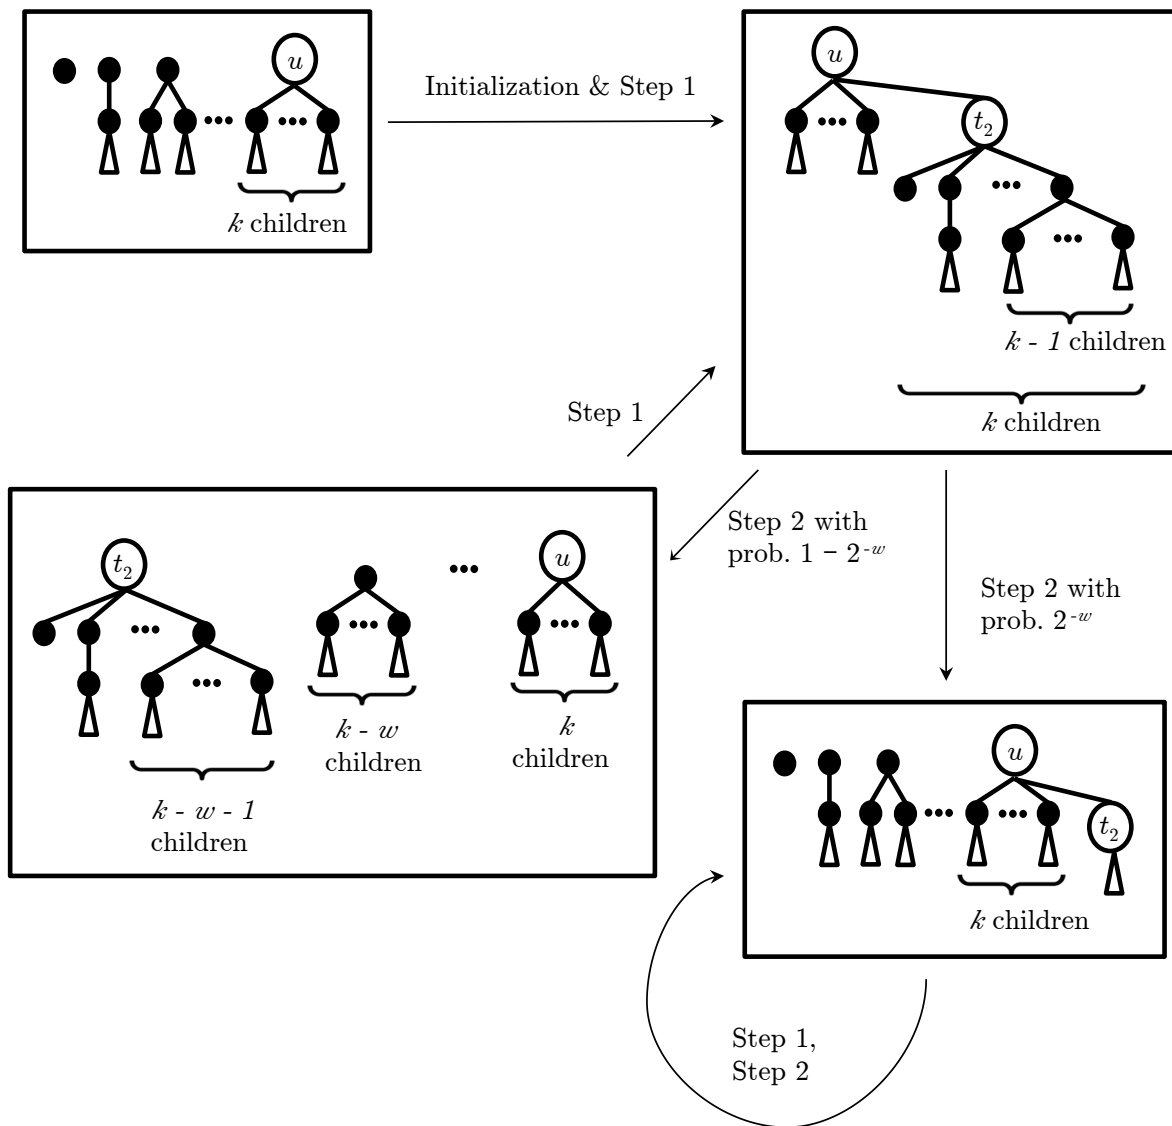 u
k children
Initialization & Step 1
u
t₂
k - 1 children
k children
Step 1
Step 2 with
prob. 1 − 2⁻ʷ
Step 2 with
prob. 2⁻ʷ
t₂
u
k - w
children
k
children
k - w - 1
children
u
t₂
k children
Step 1,
Step 2